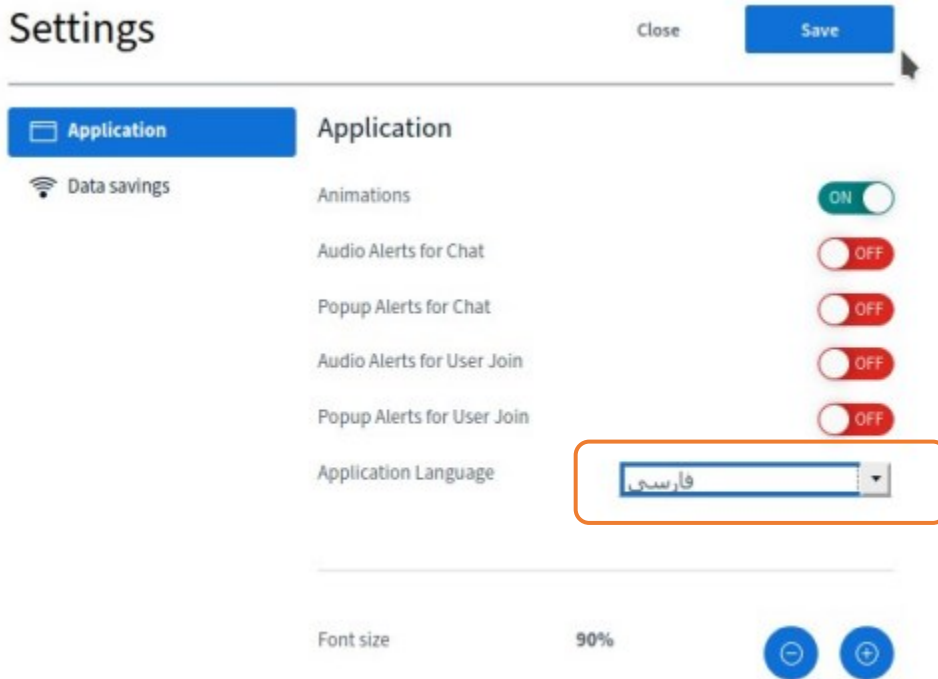 Settings
Close
Save
Application
Data savings
Application
Animations
ON
Audio Alerts for Chat
OFF
Popup Alerts for Chat
OFF
Audio Alerts for User Join
OFF
Popup Alerts for User Join
OFF
Application Language
فارسی
Font size
90%